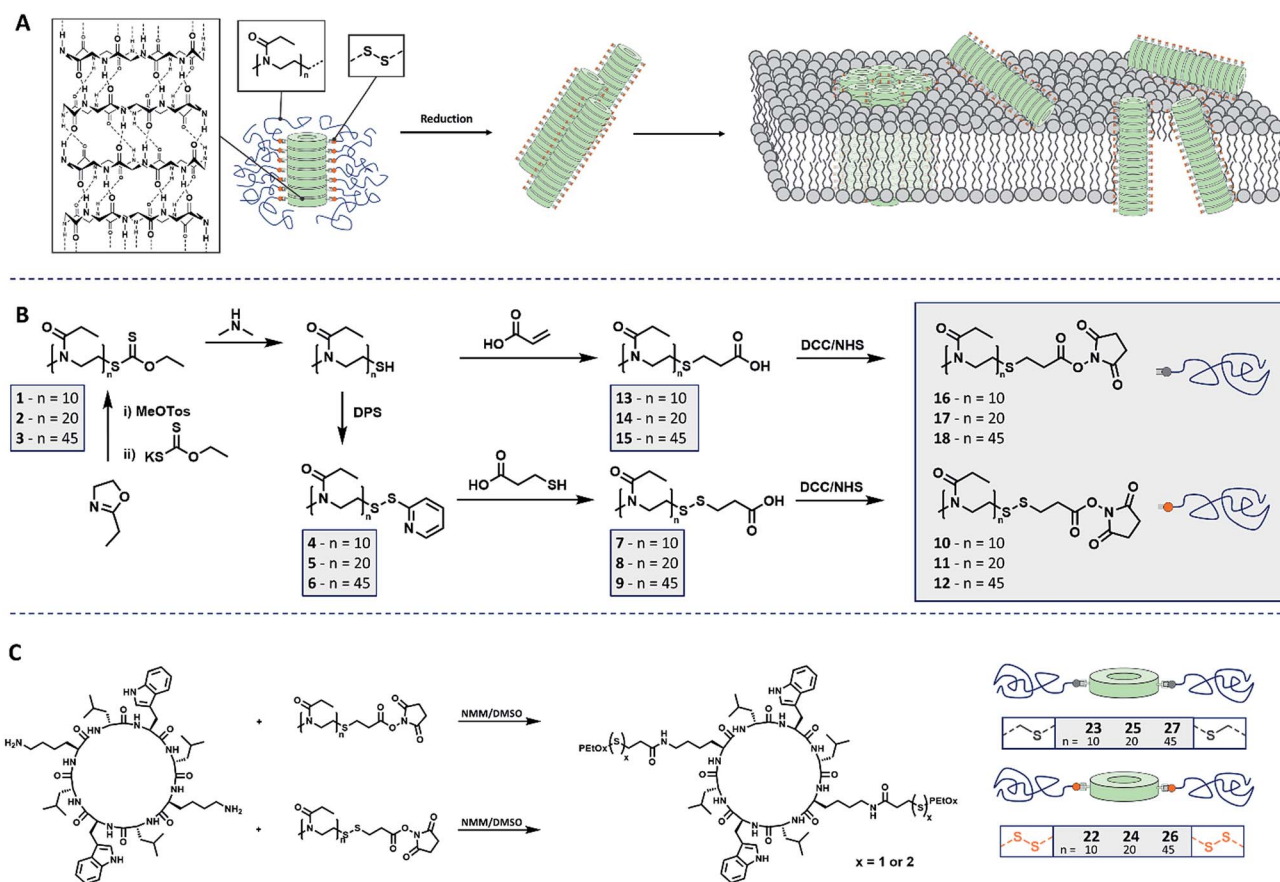 A
S
S
Reduction
B
1 - n = 10
2 - n = 20
3 - n = 45
i) MeOTos
ii)
DPS
4 - n = 10
5 - n = 20
6 - n = 45
13 - n = 10
14 - n = 20
15 - n = 45
7 - n = 10
8 - n = 20
9 - n = 45
DCC/NHS
DCC/NHS
16 - n = 10
17 - n = 20
18 - n = 45
10 - n = 10
11 - n = 20
12 - n = 45
C
+
NMM/DMSO
+
NMM/DMSO
PEtOx
PEtOx
x = 1 or 2
23 25 27
n = 10 20 45
22 24 26
n = 10 20 45